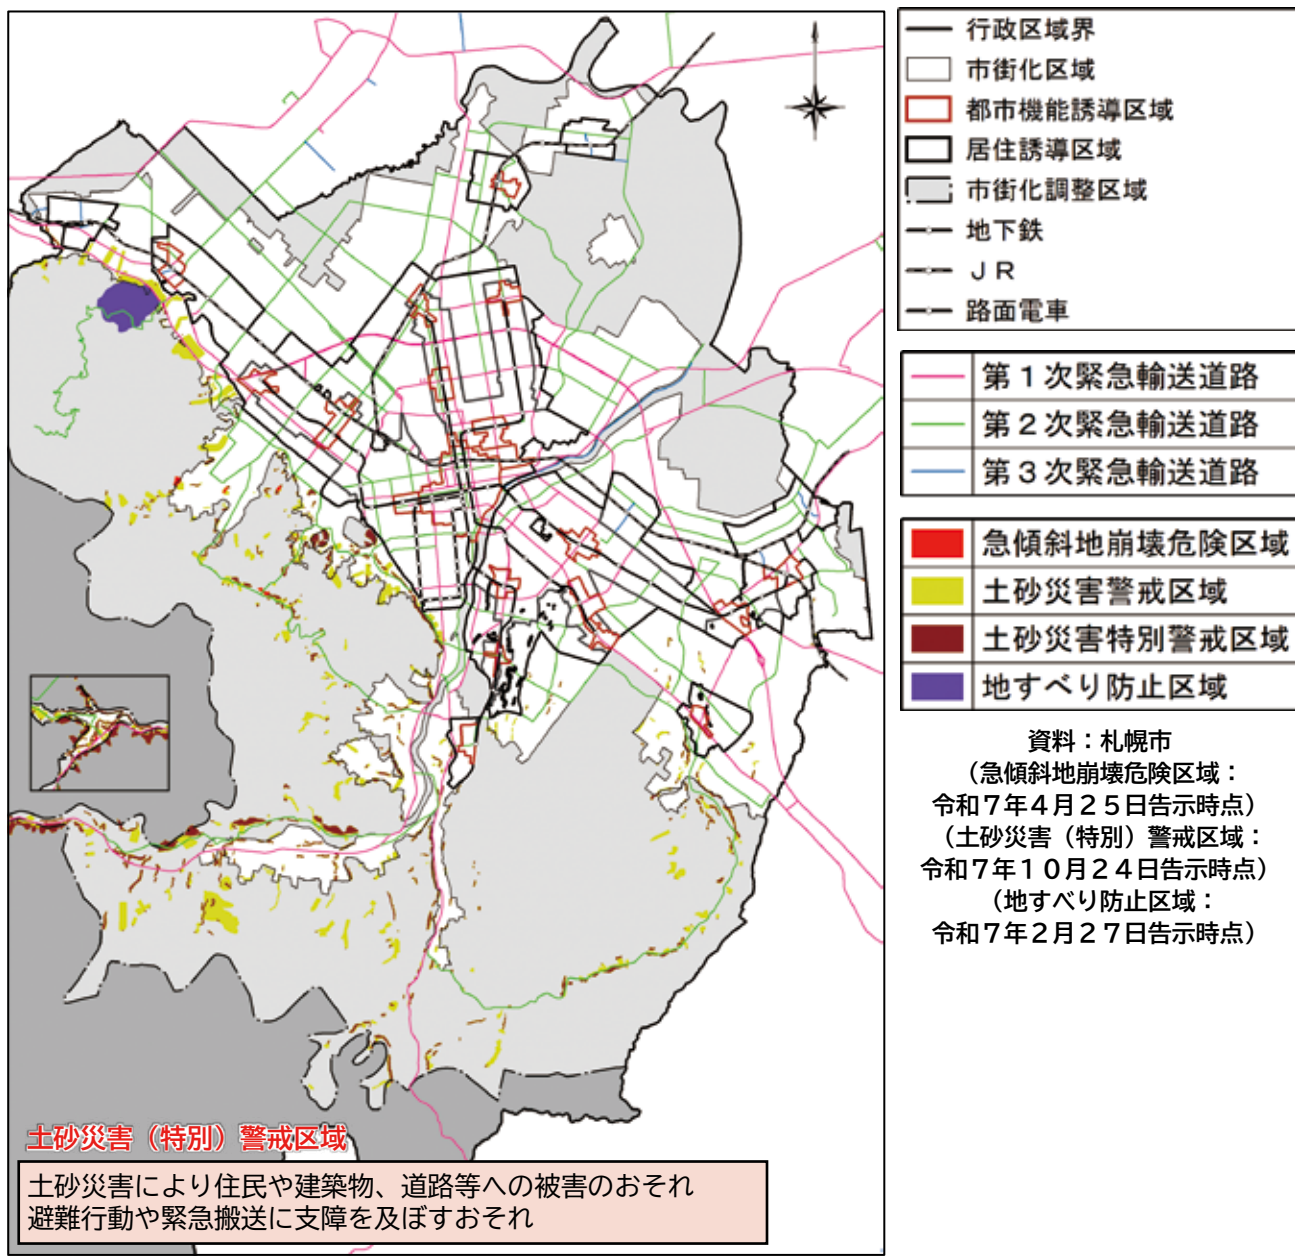 行政区域界
市街化区域
都市機能誘導区域
居住誘導区域
市街化調整区域
地下鉄
ＪＲ
路面電車
第１次緊急輸送道路
第２次緊急輸送道路
第３次緊急輸送道路
急傾斜地崩壊危険区域
土砂災害警戒区域
土砂災害特別警戒区域
地すべり防止区域
資料：札幌市
（急傾斜地崩壊危険区域：
令和７年４月２５日告示時点）
（土砂災害（特別）警戒区域：
令和７年１０月２４日告示時点）
（地すべり防止区域：
令和７年２月２７日告示時点）
土砂災害（特別）警戒区域
土砂災害により住民や建築物、道路等への被害のおそれ
避難行動や緊急搬送に支障を及ぼすおそれ